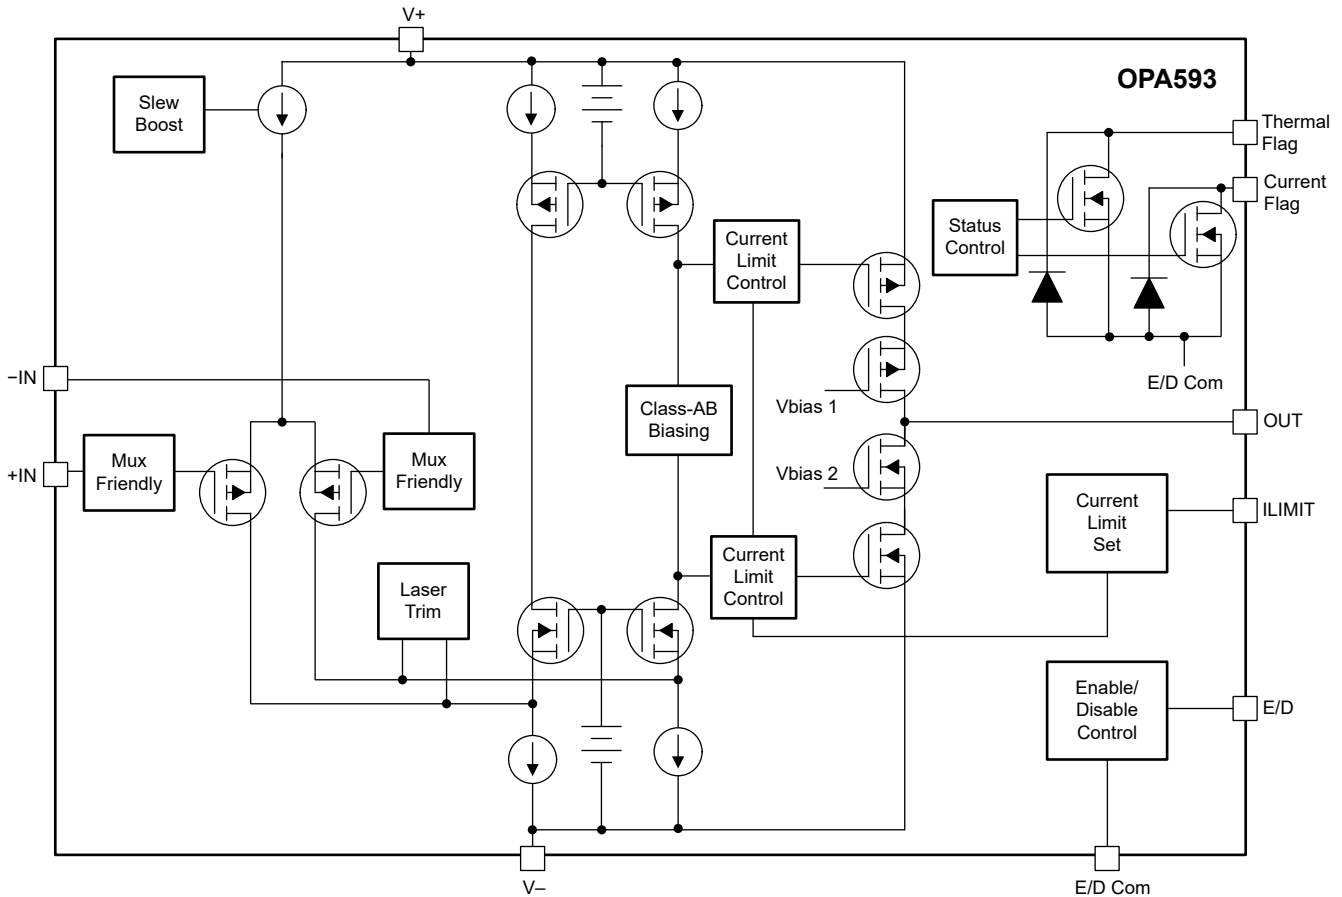 V+
OPA593
Slew
Boost
Thermal
Flag
Current
Flag
Status
Control
Current
Limit
Control
−IN
E/D Com
Vbias 1
Class-AB
Biasing
OUT
+IN
Mux
Friendly
Mux
Friendly
Vbias 2
Current
Limit
Set
ILIMIT
Current
Limit
Control
Laser
Trim
Enable/
Disable
Control
E/D
V–
E/D Com